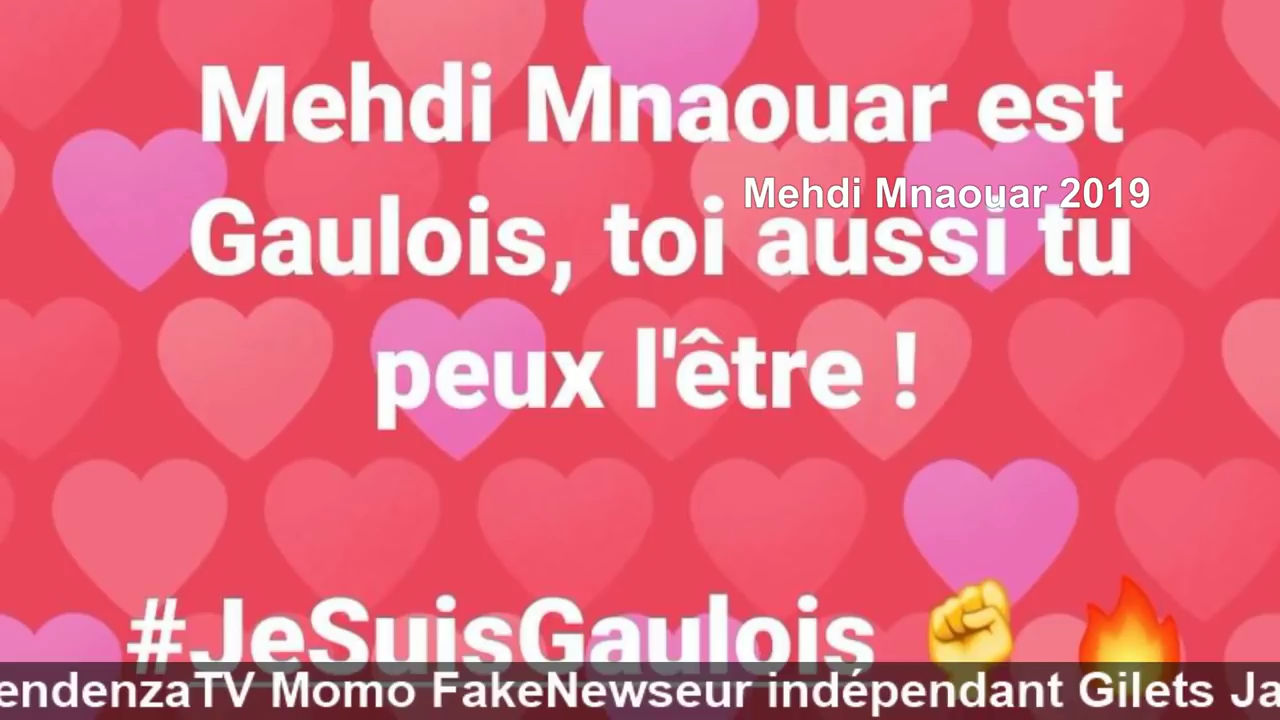 Mehdi Mnaouar est
Mehdi Mnaouar 2019
Gaulois, toi aussi tu
peux l'être !
#JeSuisGaulois ✊ 🔥
endenzaTV Momo FakeNewseur indépendant Gilets Ja